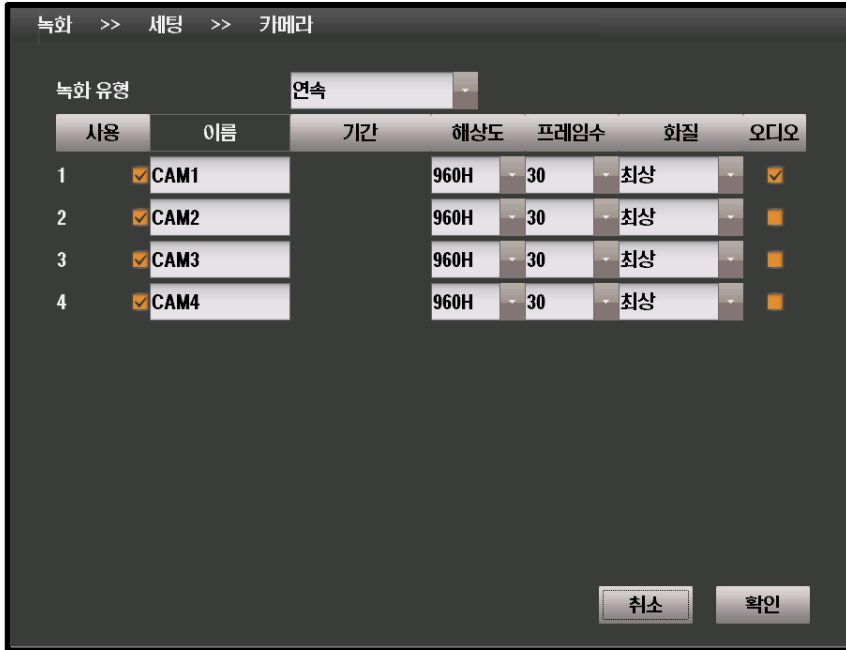 녹화 >> 세팅 >> 카메라
녹화 유형 연속
사용 이름 기간 해상도 프레임수 화질 오디오
1 CAM1 960H 30 최상
2 CAM2 960H 30 최상
3 CAM3 960H 30 최상
4 CAM4 960H 30 최상
취소 확인